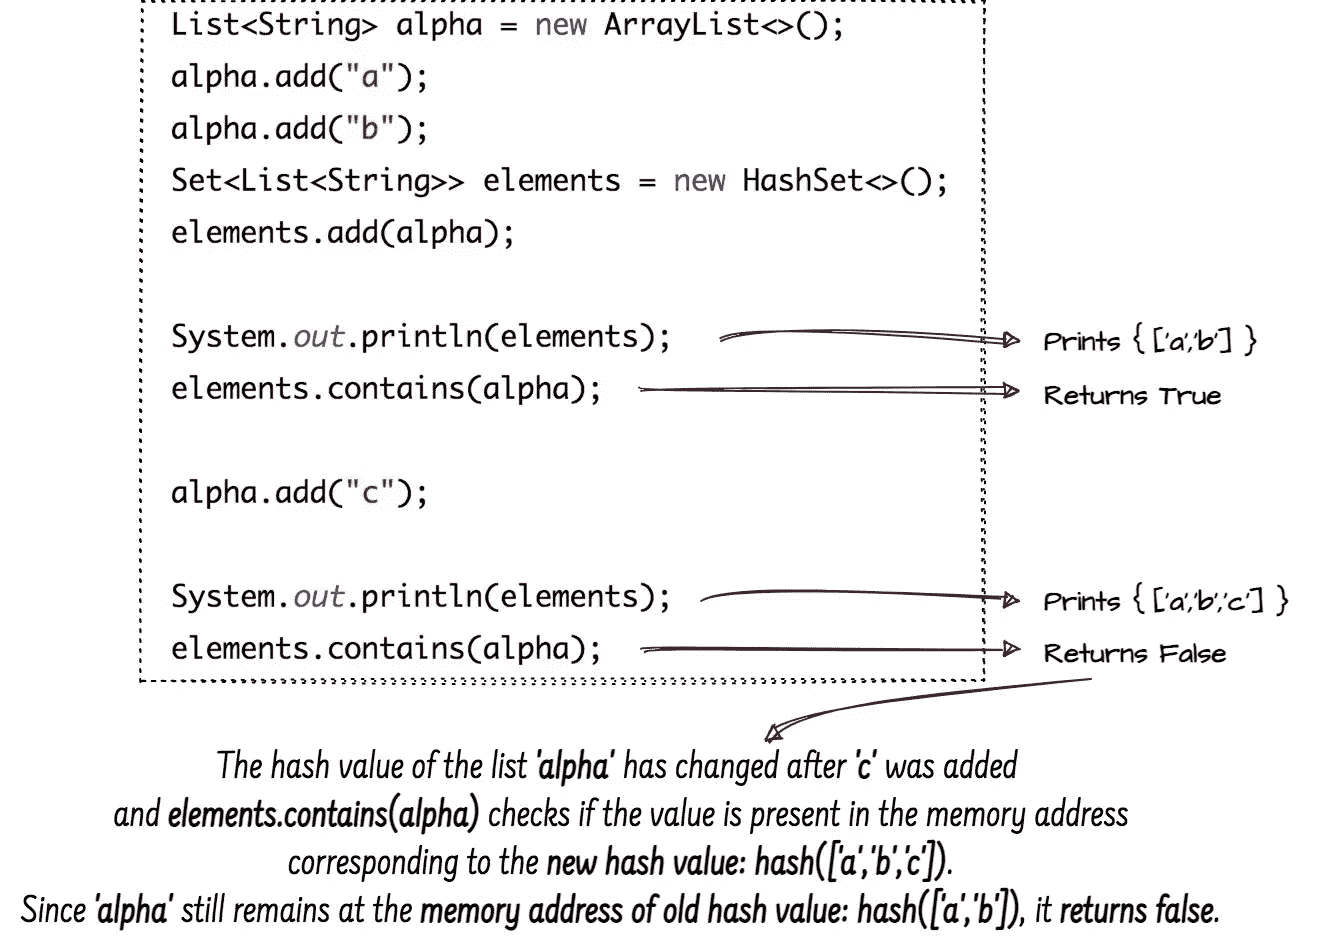 List<String> alpha = new ArrayList<>();
alpha.add("a");
alpha.add("b");
Set<List<String>> elements = new HashSet<>();
elements.add(alpha);
System.out.println(elements);
Prints {['a','b'] }
elements.contains(alpha);
Returns True
alpha.add("c");
System.out.println(elements);
Prints {['a','b','c'] }
elements.contains(alpha);
Returns False
The hash value of the list 'alpha' has changed after 'c' was added
and elements.contains(alpha) checks if the value is present in the memory address
corresponding to the new hash value: hash(['a','b','c']).
Since 'alpha' still remains at the memory address of old hash value: hash(['a','b']), it returns false.